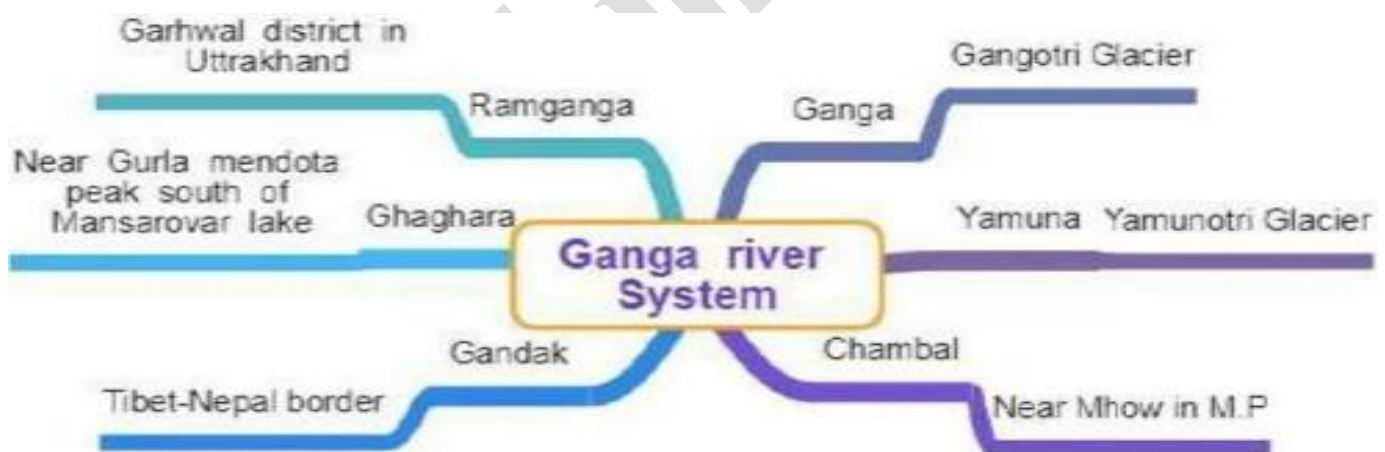 Garhwal district in
Uttrakhand
Ramganga
Ganga
Gangotri Glacier
Near Gurla mendota
peak south of
Mansarovar lake
Ghaghara
Ganga river
System
Yamuna
Yamunotri Glacier
Gandak
Tibet-Nepal border
Chambal
Near Mhow in M.P